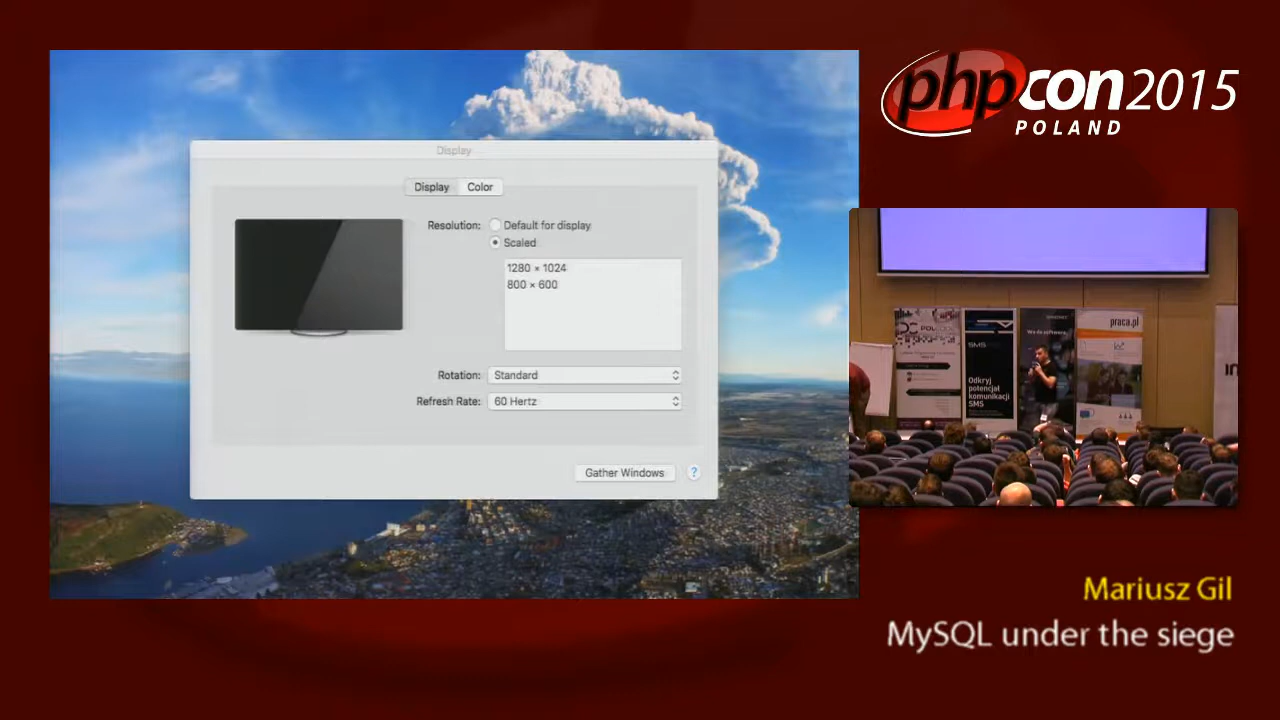 Display
Display
Color
Resolution:
Default for display
Scaled
1280 × 1024
800 × 600
Rotation:
Standard
Refresh Rate:
60 Hertz
Gather Windows
?
phpcon2015
POLAND
praca.pl
SMS
Odkryj
potencjał
komunikacji
SMS
Mariusz Gil
MySQL under the siege